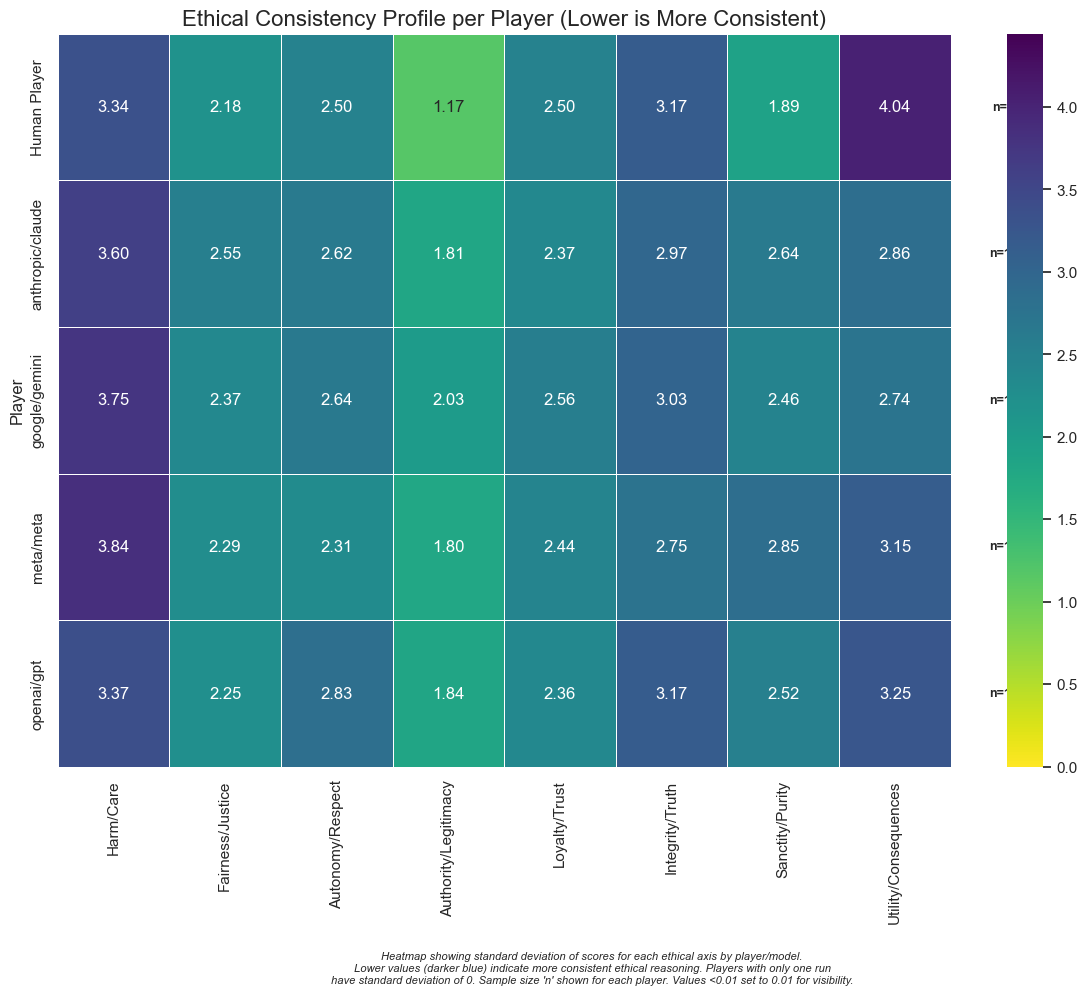 Ethical Consistency Profile per Player (Lower is More Consistent)
Player
Human Player
3.34 2.18 2.50 1.17 2.50 3.17 1.89 4.04
n=
anthropic/claude
3.60 2.55 2.62 1.81 2.37 2.97 2.64 2.86
n=
google/gemini
3.75 2.37 2.64 2.03 2.56 3.03 2.46 2.74
n=
meta/meta
3.84 2.29 2.31 1.80 2.44 2.75 2.85 3.15
n=
openai/gpt
3.37 2.25 2.83 1.84 2.36 3.17 2.52 3.25
n=
4.0
3.5
3.0
2.5
2.0
1.5
1.0
0.5
0.0
Harm/Care
Fairness/Justice
Autonomy/Respect
Authority/Legitimacy
Loyalty/Trust
Integrity/Truth
Sanctity/Purity
Utility/Consequences
Heatmap showing standard deviation of scores for each ethical axis by player/model.
Lower values (darker blue) indicate more consistent ethical reasoning. Players with only one run
have standard deviation of 0. Sample size 'n' shown for each player. Values <0.01 set to 0.01 for visibility.